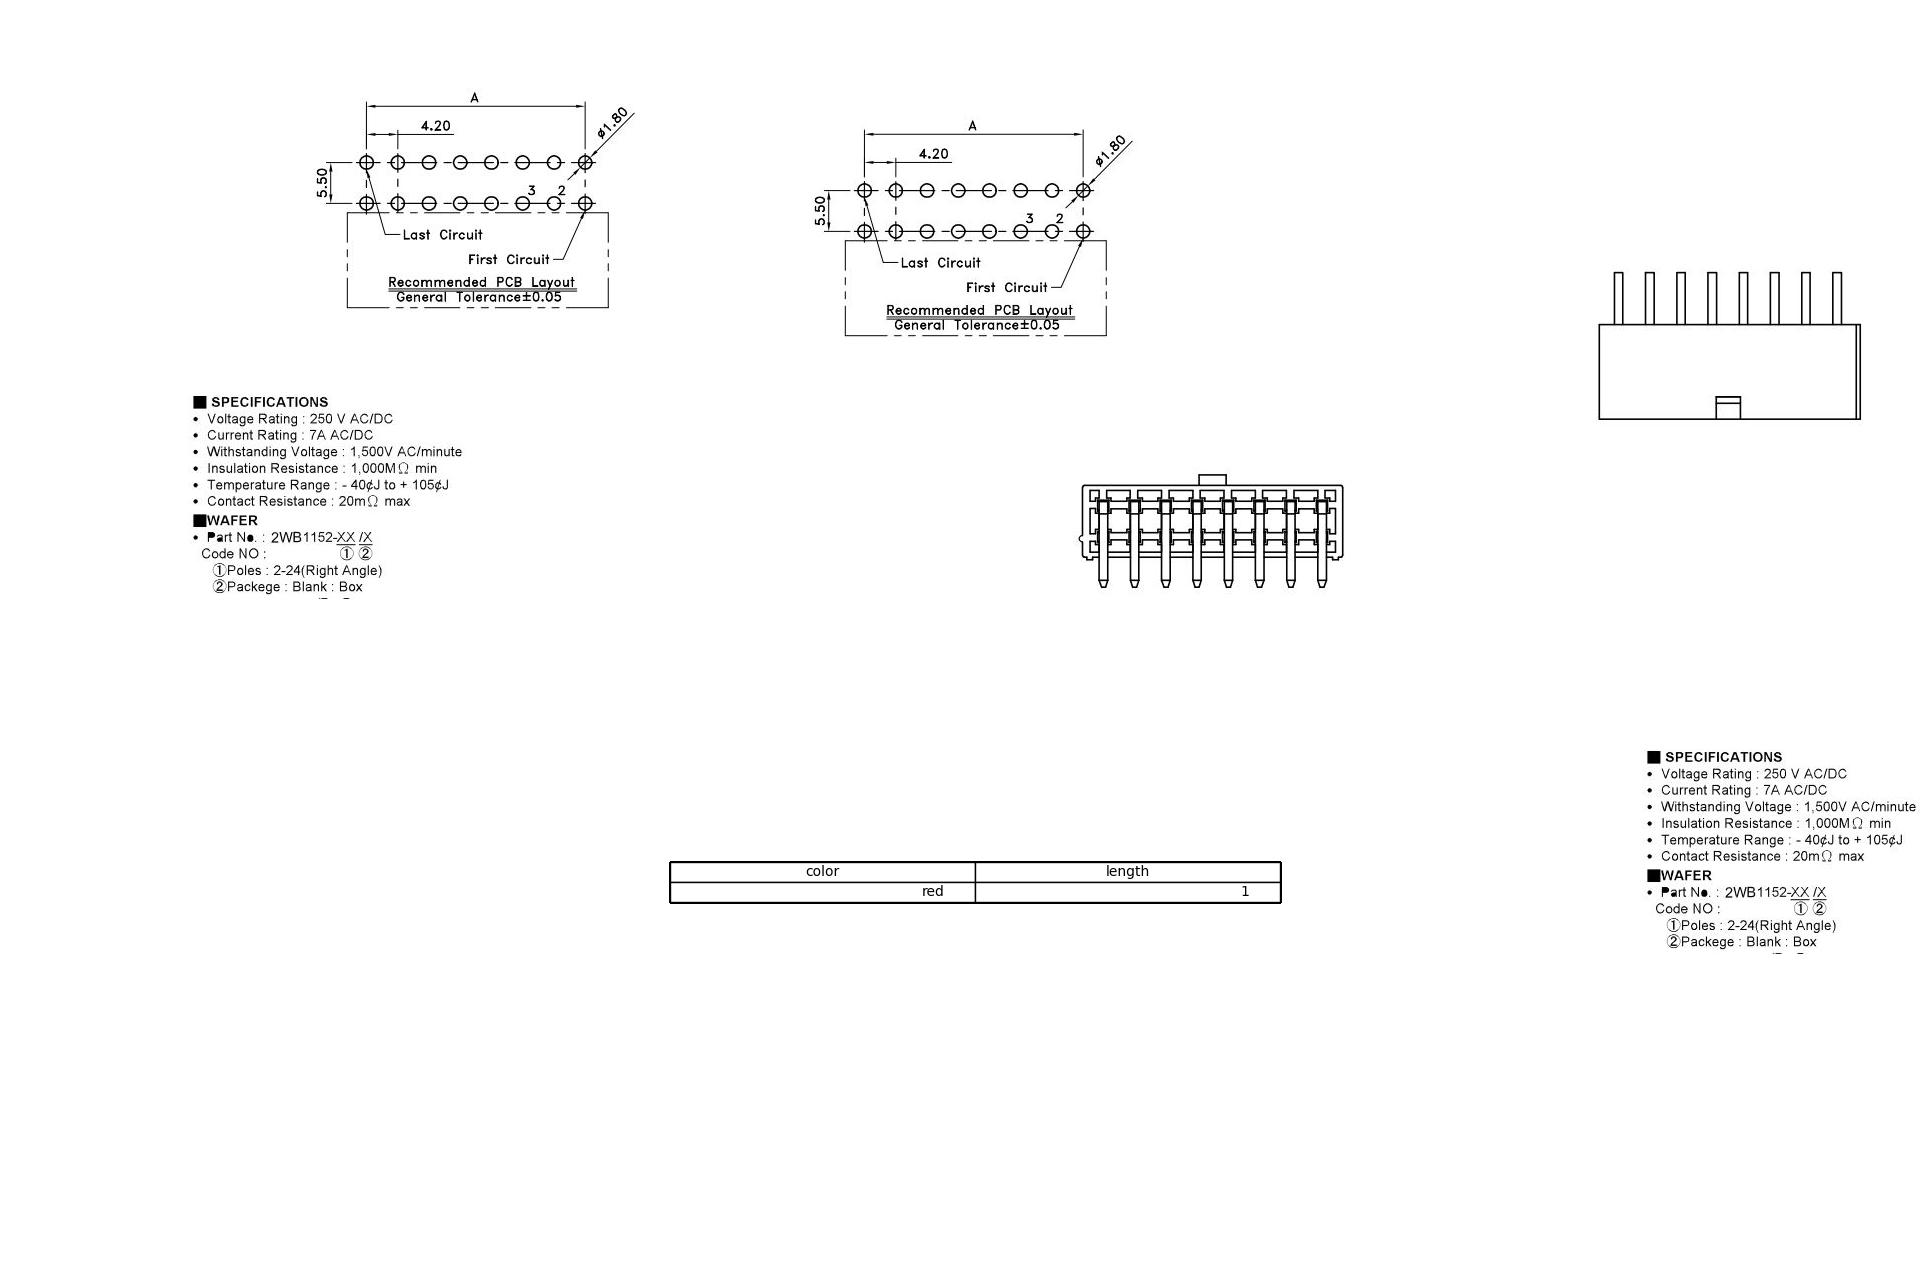 A
4.20
ø1.80
5.50
3 2
Last Circuit
First Circuit
Recommended PCB Layout
General Tolerance±0.05
A
4.20
ø1.80
5.50
3 2
Last Circuit
First Circuit
Recommended PCB Layout
General Tolerance±0.05
■ SPECIFICATIONS
• Voltage Rating : 250 V AC/DC
• Current Rating : 7A AC/DC
• Withstanding Voltage : 1,500V AC/minute
• Insulation Resistance : 1,000MΩ min
• Temperature Range : - 40¢J to + 105¢J
• Contact Resistance : 20mΩ max
■WAFER
• Part No. : 2WB1152-XX /X
Code NO : ① ②
①Poles : 2-24(Right Angle)
②Packege : Blank : Box
■ SPECIFICATIONS
• Voltage Rating : 250 V AC/DC
• Current Rating : 7A AC/DC
• Withstanding Voltage : 1,500V AC/minute
• Insulation Resistance : 1,000MΩ min
• Temperature Range : - 40¢J to + 105¢J
• Contact Resistance : 20mΩ max
■WAFER
• Part No. : 2WB1152-XX /X
Code NO : ① ②
①Poles : 2-24(Right Angle)
②Packege : Blank : Box
color length
red 1